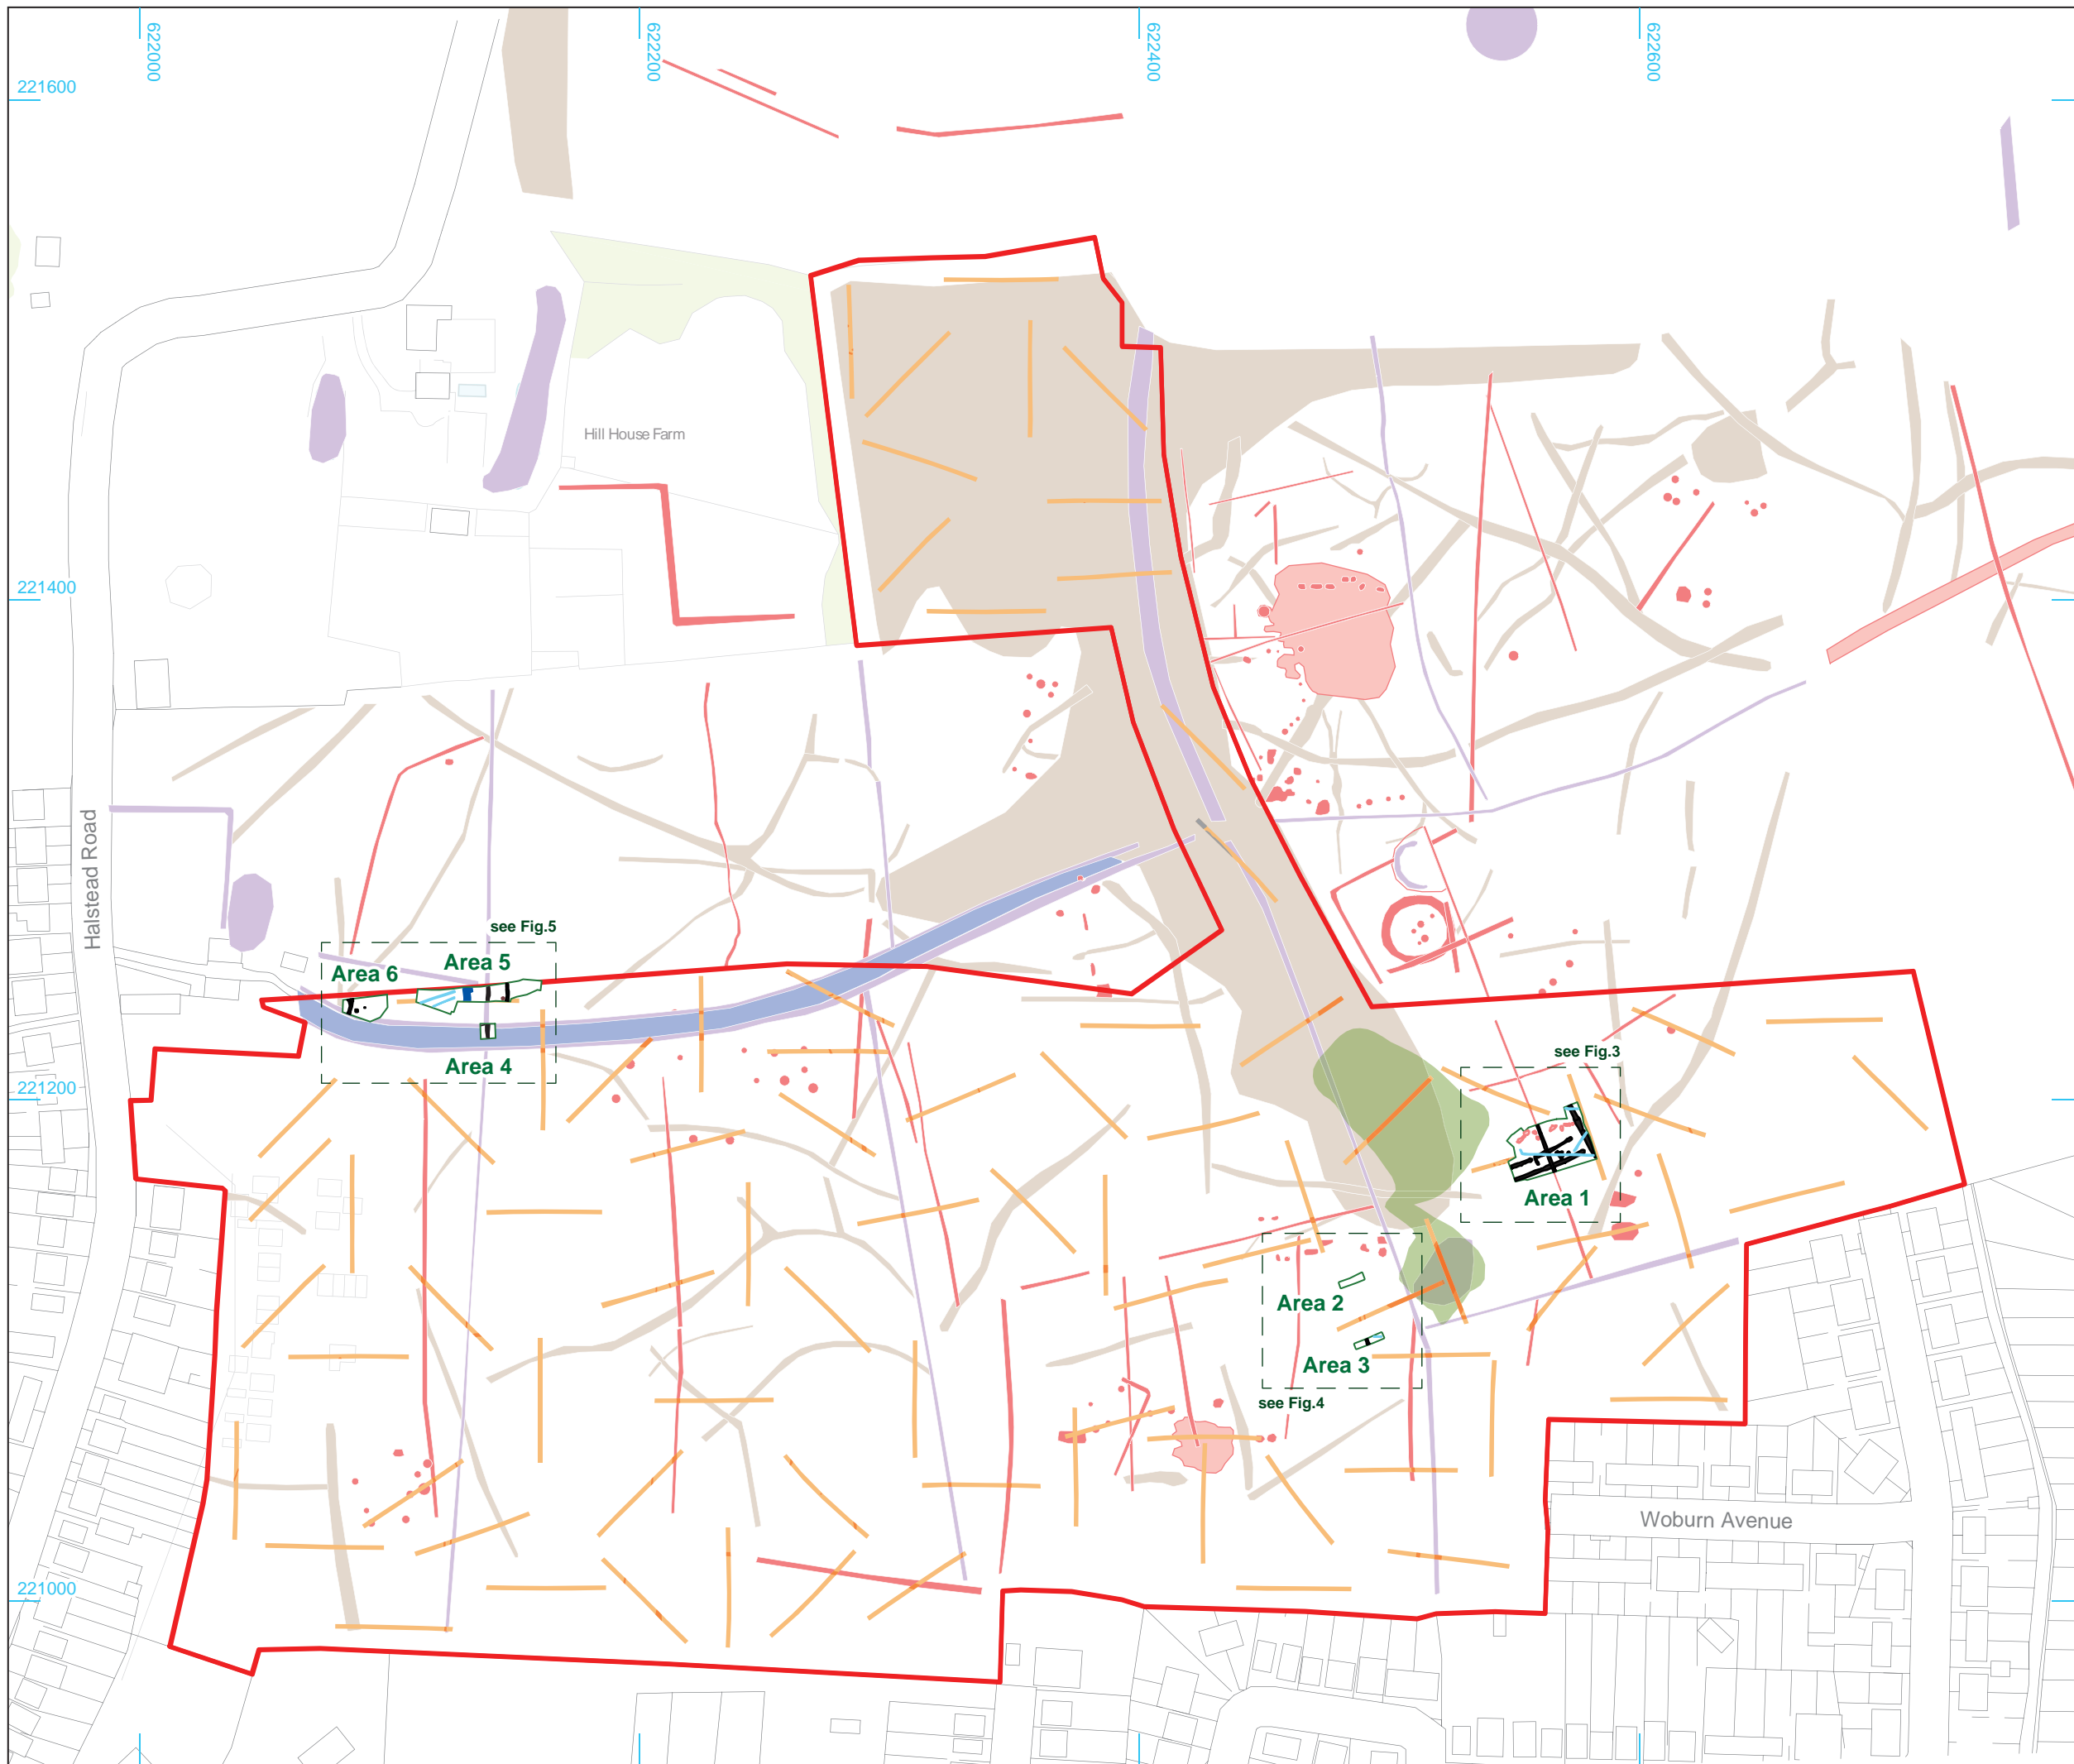 622000
622200
622400
622600
221600
Hill House Farm
221400
Halstead Road
see Fig.5
Area 6
Area 5
Area 4
see Fig.3
221200
Area 1
Area 2
Area 3
see Fig.4
Woburn Avenue
221000